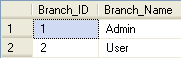 Branch_ID Branch_Name
1 1 Admin
2 2 User